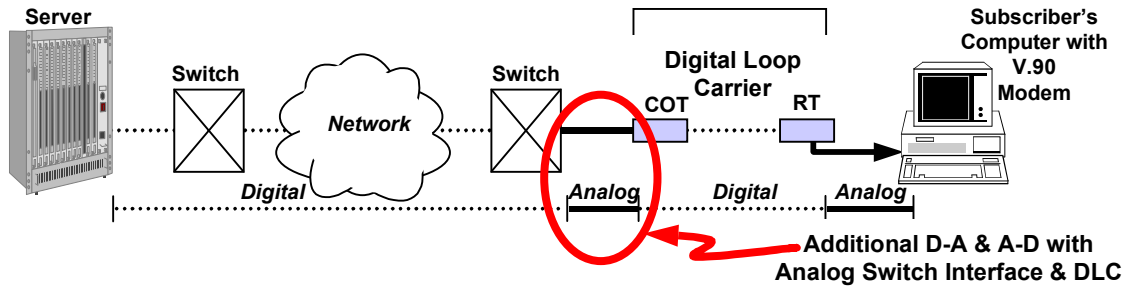 Server
Subscriber's
Computer with
V.90
Modem
Digital Loop
Carrier
Switch
Switch
COT
RT
Network
Digital
Analog
Digital
Analog
Additional D-A & A-D with
Analog Switch Interface & DLC